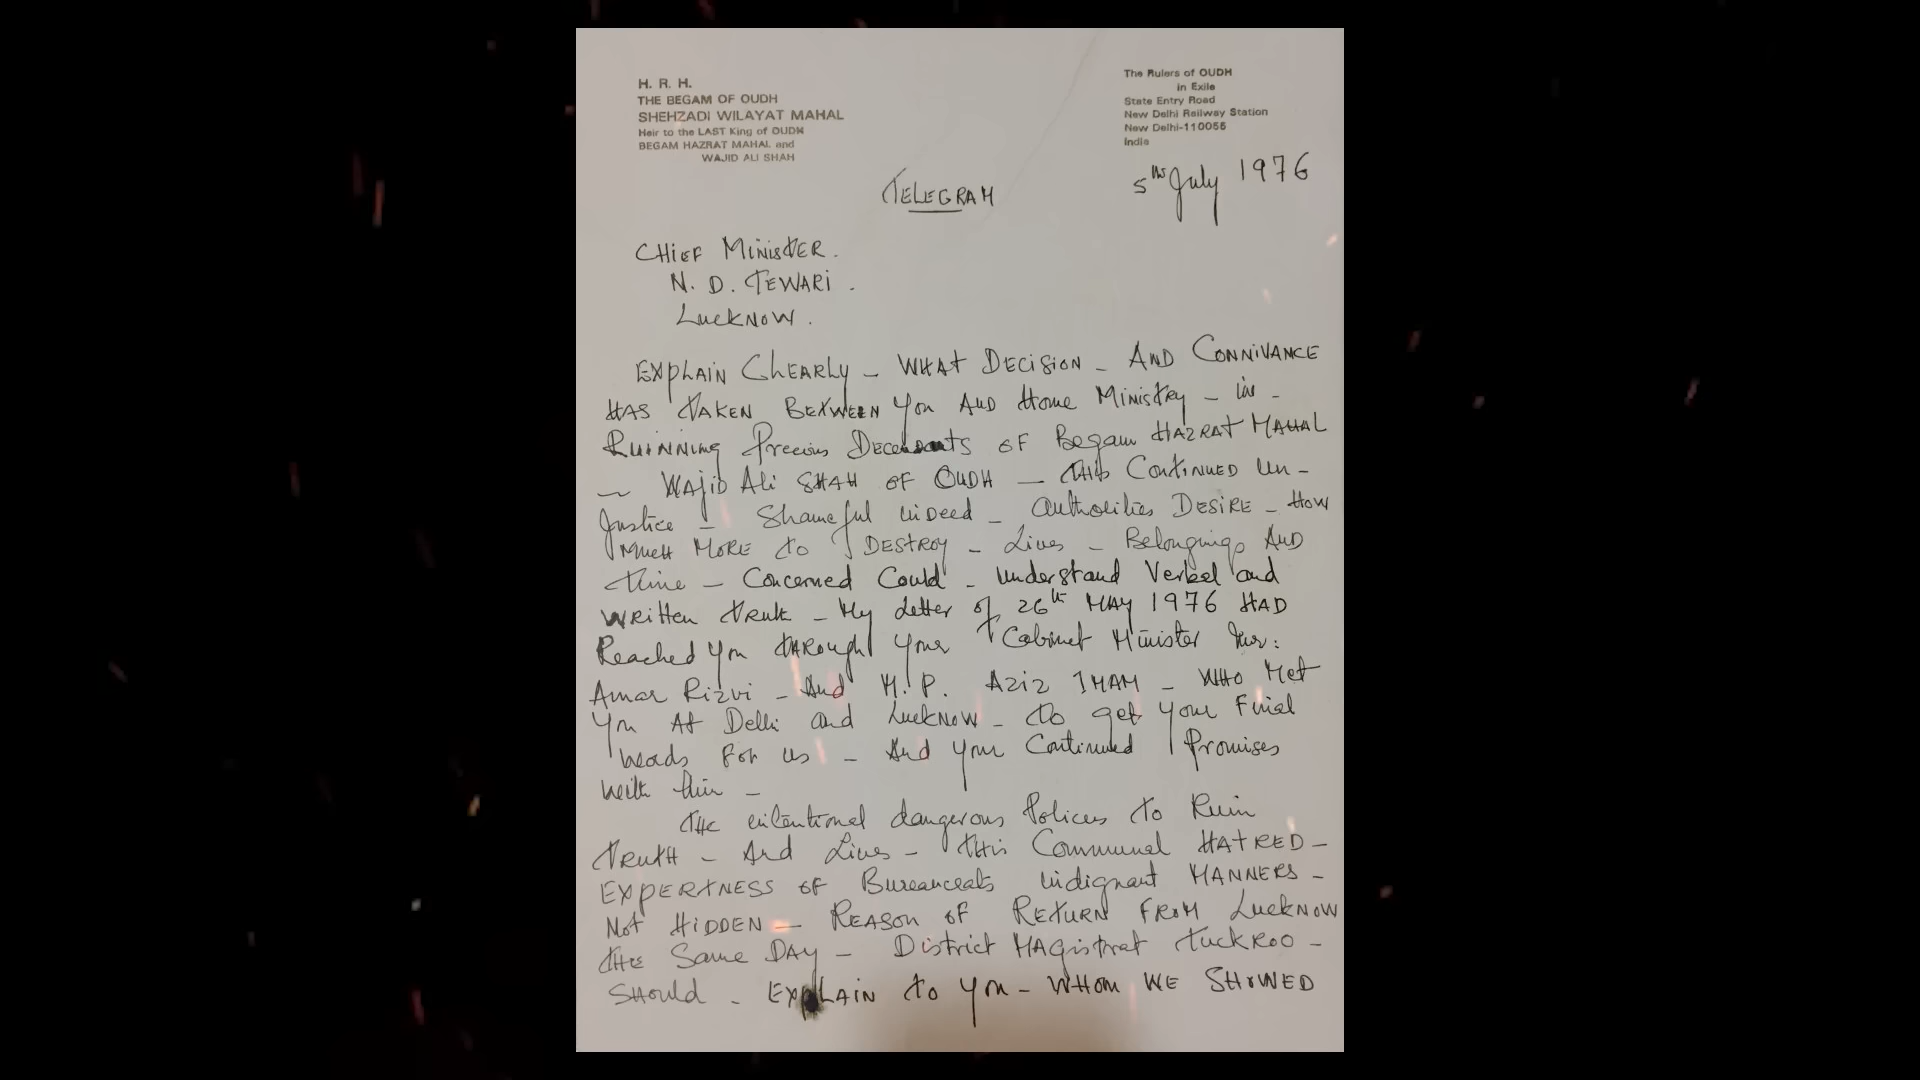 H. R. H.
THE BEGAM OF OUDH
SHEHZADI WILAYAT MAHAL
Heir to the LAST King of OUDH
BEGAM HAZRAT MAHAL and
WAJID ALI SHAH
The Rulers of OUDH
in Exile
State Entry Road
New Delhi Railway Station
New Delhi-110055
India
5th July 1976
TELEGRAM
CHIEF MINISTER.
N. D. TEWARI.
LUCKNOW.
EXPLAIN CLEARLY - WHAT DECISION - AND CONNIVANCE
HAS TAKEN BETWEEN you AND Home MINISTRY - in -
RUINNING Precious OF Begam HAZRAT MAHAL
- WAJID Ali SHAH OF OUDH - THIS CONTINUED UN-
Justice - Shameful inDeed - Authorities DESIRE - HOW
MUCH MORE to DESTROY - Lives - Belongings AND
time - Concerned Could - understand Verbel and
WRITTEN TRUTH - My Letter of 26th MAY 1976 HAD
Reached you THROUGH your Cabinet Minister
Amar Rizvi - And M.P. AZIZ IMAM - WHO Met
you At Delhi and LUCKNOW - to get your Final
FOR us - And your Continued Promises
With
THE intentional dangerous Polices to Ruin
TRUTH - And Lives - THIS Communal HATRED -
EXPERTNESS OF Bureaucrats indignant MANNERS -
NOT HIDDEN - REASON OF RETURN FROM LUCKNOW
THE Same DAY - District MAGistrat TUCKROO -
SHOULD - EXPLAIN to you - WHOM WE SHOWED